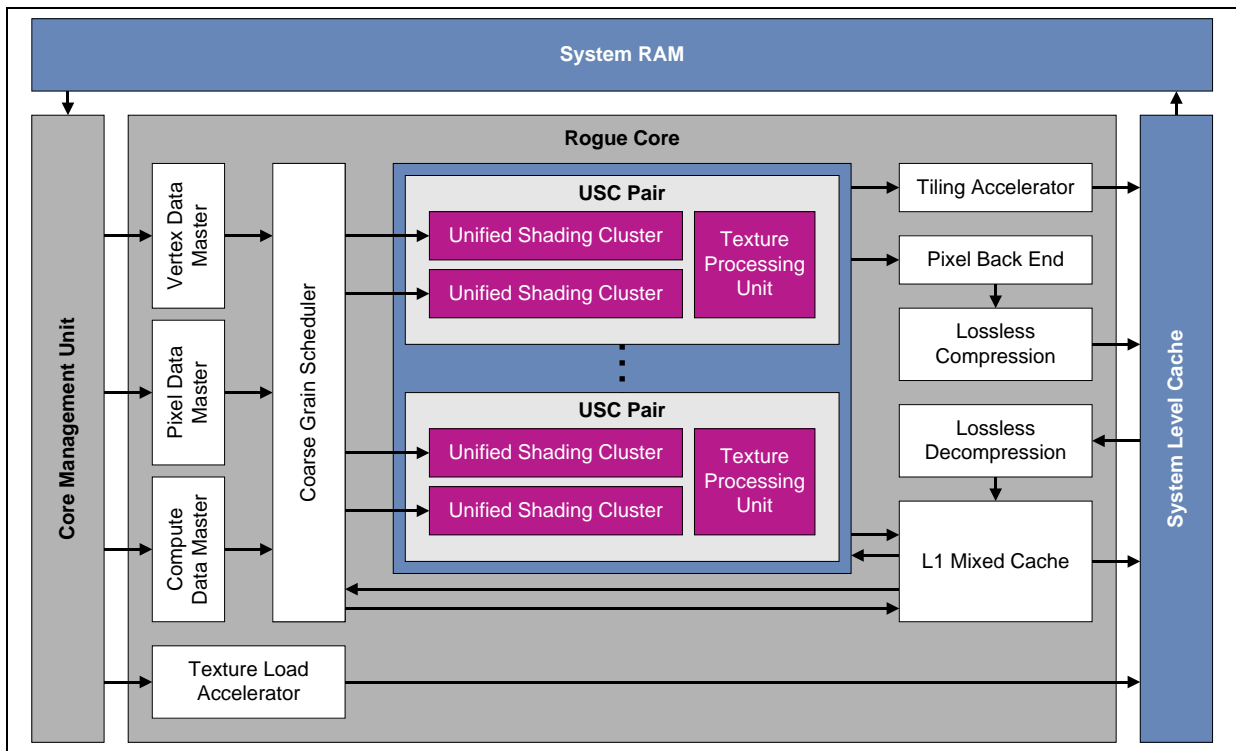 System RAM
Core Management Unit
Rogue Core
Vertex Data
Master
Pixel Data
Master
Compute
Data Master
Coarse Grain Scheduler
USC Pair
Unified Shading Cluster
Unified Shading Cluster
Texture
Processing
Unit
USC Pair
Unified Shading Cluster
Unified Shading Cluster
Texture
Processing
Unit
Tiling Accelerator
Pixel Back End
Lossless
Compression
Lossless
Decompression
L1 Mixed Cache
Texture Load
Accelerator
System Level Cache